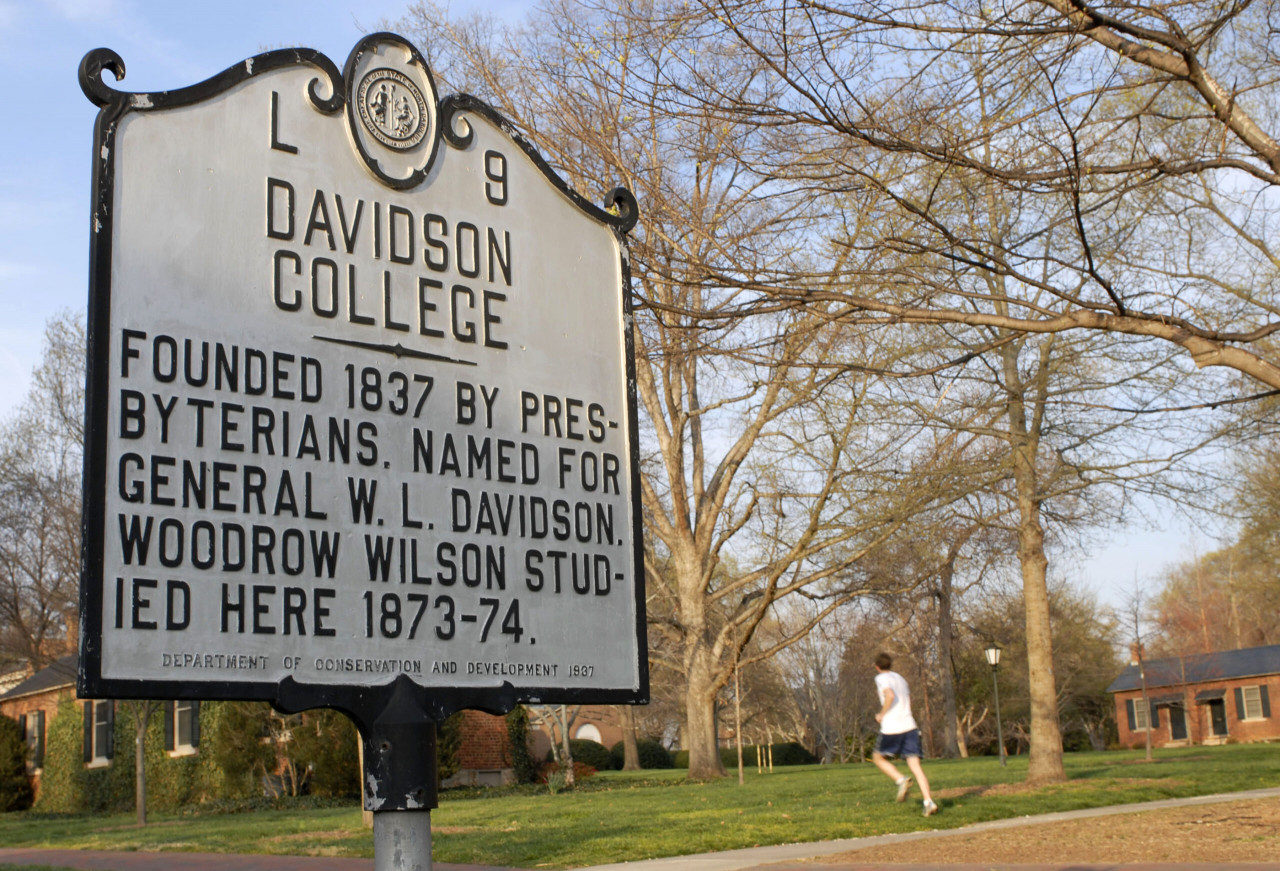 L 9
DAVIDSON
COLLEGE
FOUNDED 1837 BY PRES-
BYTERIANS. NAMED FOR
GENERAL W. L. DAVIDSON.
WOODROW WILSON STUD-
IED HERE 1873-74.
DEPARTMENT OF CONSERVATION AND DEVELOPMENT 1937